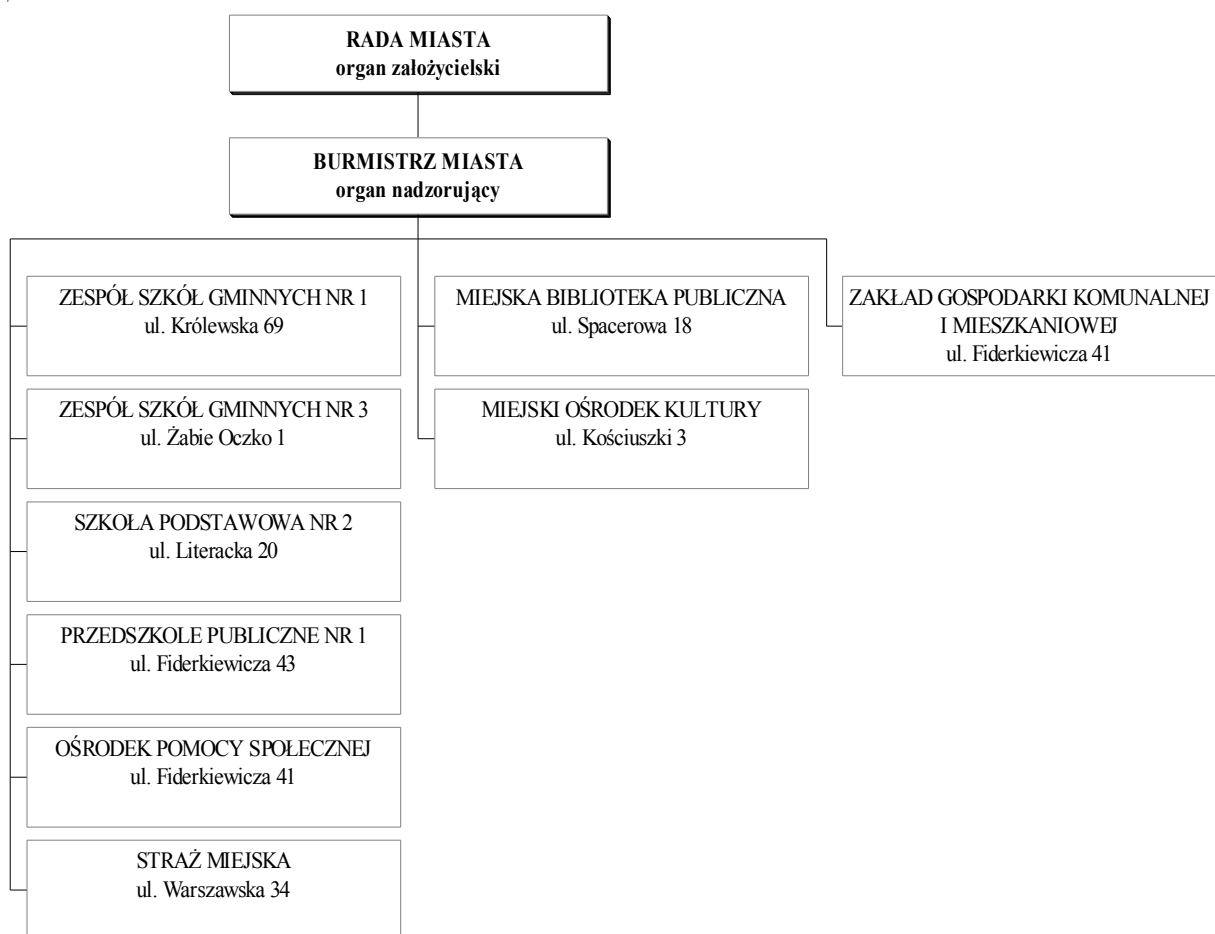 RADA MIASTA
organ założycielski
BURMISTRZ MIASTA
organ nadzorujący
ZESPÓŁ SZKÓŁ GMINNYCH NR 1
ul. Królewska 69
ZESPÓŁ SZKÓŁ GMINNYCH NR 3
ul. Żabie Oczko 1
SZKOŁA PODSTAWOWA NR 2
ul. Literacka 20
PRZEDSZKOLE PUBLICZNE NR 1
ul. Fiderkiewicza 43
OŚRODEK POMOCY SPOŁECZNEJ
ul. Fiderkiewicza 41
STRAŻ MIEJSKA
ul. Warszawska 34
MIEJSKA BIBLIOTEKA PUBLICZNA
ul. Spacerowa 18
MIEJSKI OŚRODEK KULTURY
ul. Kościuszki 3
ZAKŁAD GOSPODARKI KOMUNALNEJ
I MIESZKANIOWEJ
ul. Fiderkiewicza 41